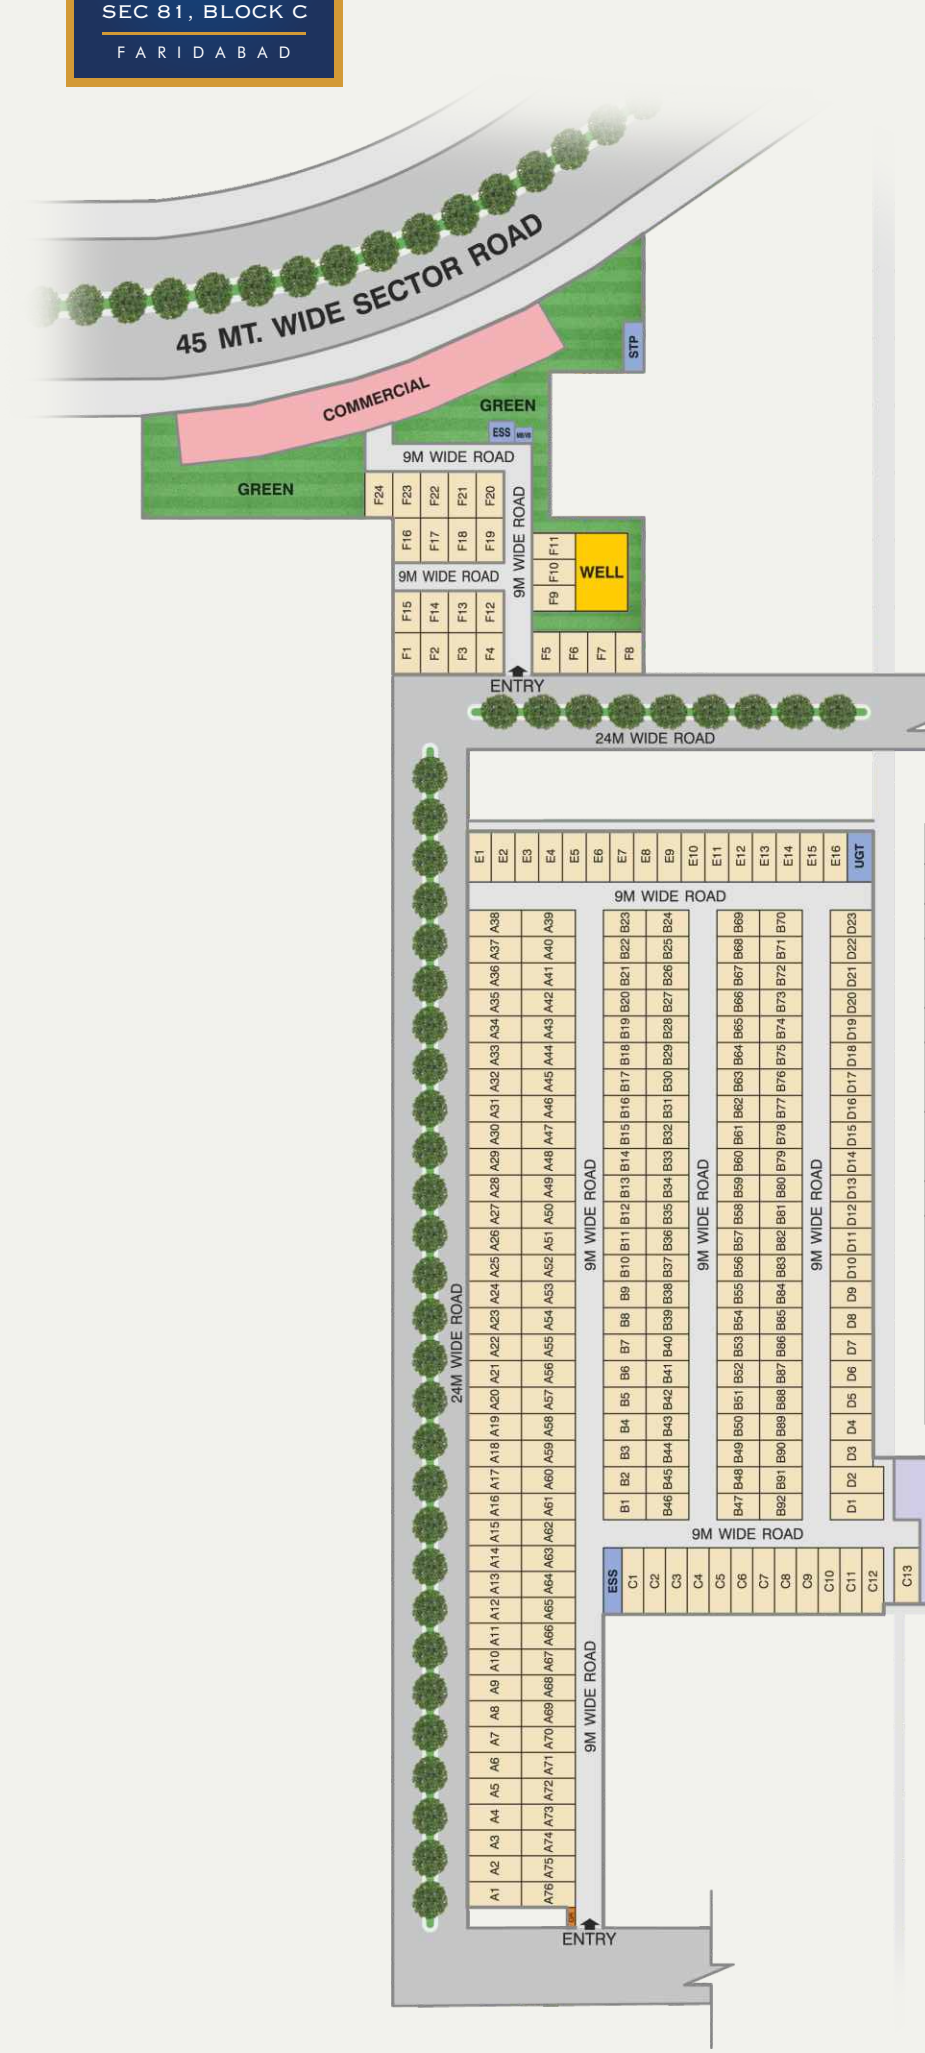 SEC 81, BLOCK C
FARIDABAD
45 MT. WIDE SECTOR ROAD
STP
COMMERCIAL
GREEN
ESS
9M WIDE ROAD
GREEN
F24 F23 F22 F21 F20
9M WIDE ROAD
F16 F17 F18 F19
F11
F10
F9
WELL
9M WIDE ROAD
F15 F14 F13 F12
F1 F2 F3 F4
F5 F6 F7 F8
ENTRY
24M WIDE ROAD
E1 E2 E3 E4 E5 E6 E7 E8 E9 E10 E11 E12 E13 E14 E15 E16 UGT
9M WIDE ROAD
A38 A39 B23 B24 B69 B70 D23
A37 A40 B22 B25 B68 B71 D22
A36 A41 B21 B26 B67 B72 D21
A35 A42 B20 B27 B66 B73 D20
A34 A43 B19 B28 B65 B74 D19
A33 A44 B18 B29 B64 B75 D18
A32 A45 B17 B30 B63 B76 D17
A31 A46 B16 B31 B62 B77 D16
A30 A47 B15 B32 B61 B78 D15
A29 A48 B14 B33 B60 B79 D14
A28 A49 B13 B34 B59 B80 D13
A27 A50 B12 B35 B58 B81 D12
A26 A51 B11 B36 B57 B82 D11
A25 A52 B10 B37 B56 B83 D10
A24 A53 B9 B38 B55 B84 D9
A23 A54 B8 B39 B54 B85 D8
A22 A55 B7 B40 B53 B86 D7
A21 A56 B6 B41 B52 B87 D6
A20 A57 B5 B42 B51 B88 D5
A19 A58 B4 B43 B50 B89 D4
A18 A59 B3 B44 B49 B90 D3
A17 A60 B2 B45 B48 B91 D2
A16 A61 B1 B46 B47 B92 D1
9M WIDE ROAD
9M WIDE ROAD
9M WIDE ROAD
24M WIDE ROAD
9M WIDE ROAD
A15 A62
A14 A63
A13 A64
A12 A65
A11 A66
A10 A67
A9 A68
A8 A69
A7 A70
A6 A71
A5 A72
A4 A73
A3 A74
A2 A75
A1 A76
ESS C1 C2 C3 C4 C5 C6 C7 C8 C9 C10 C11 C12 C13
9M WIDE ROAD
ENTRY